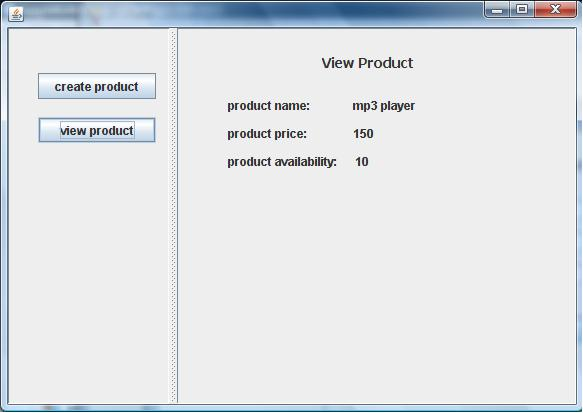 create product
view product
View Product
product name: mp3 player
product price: 150
product availability: 10